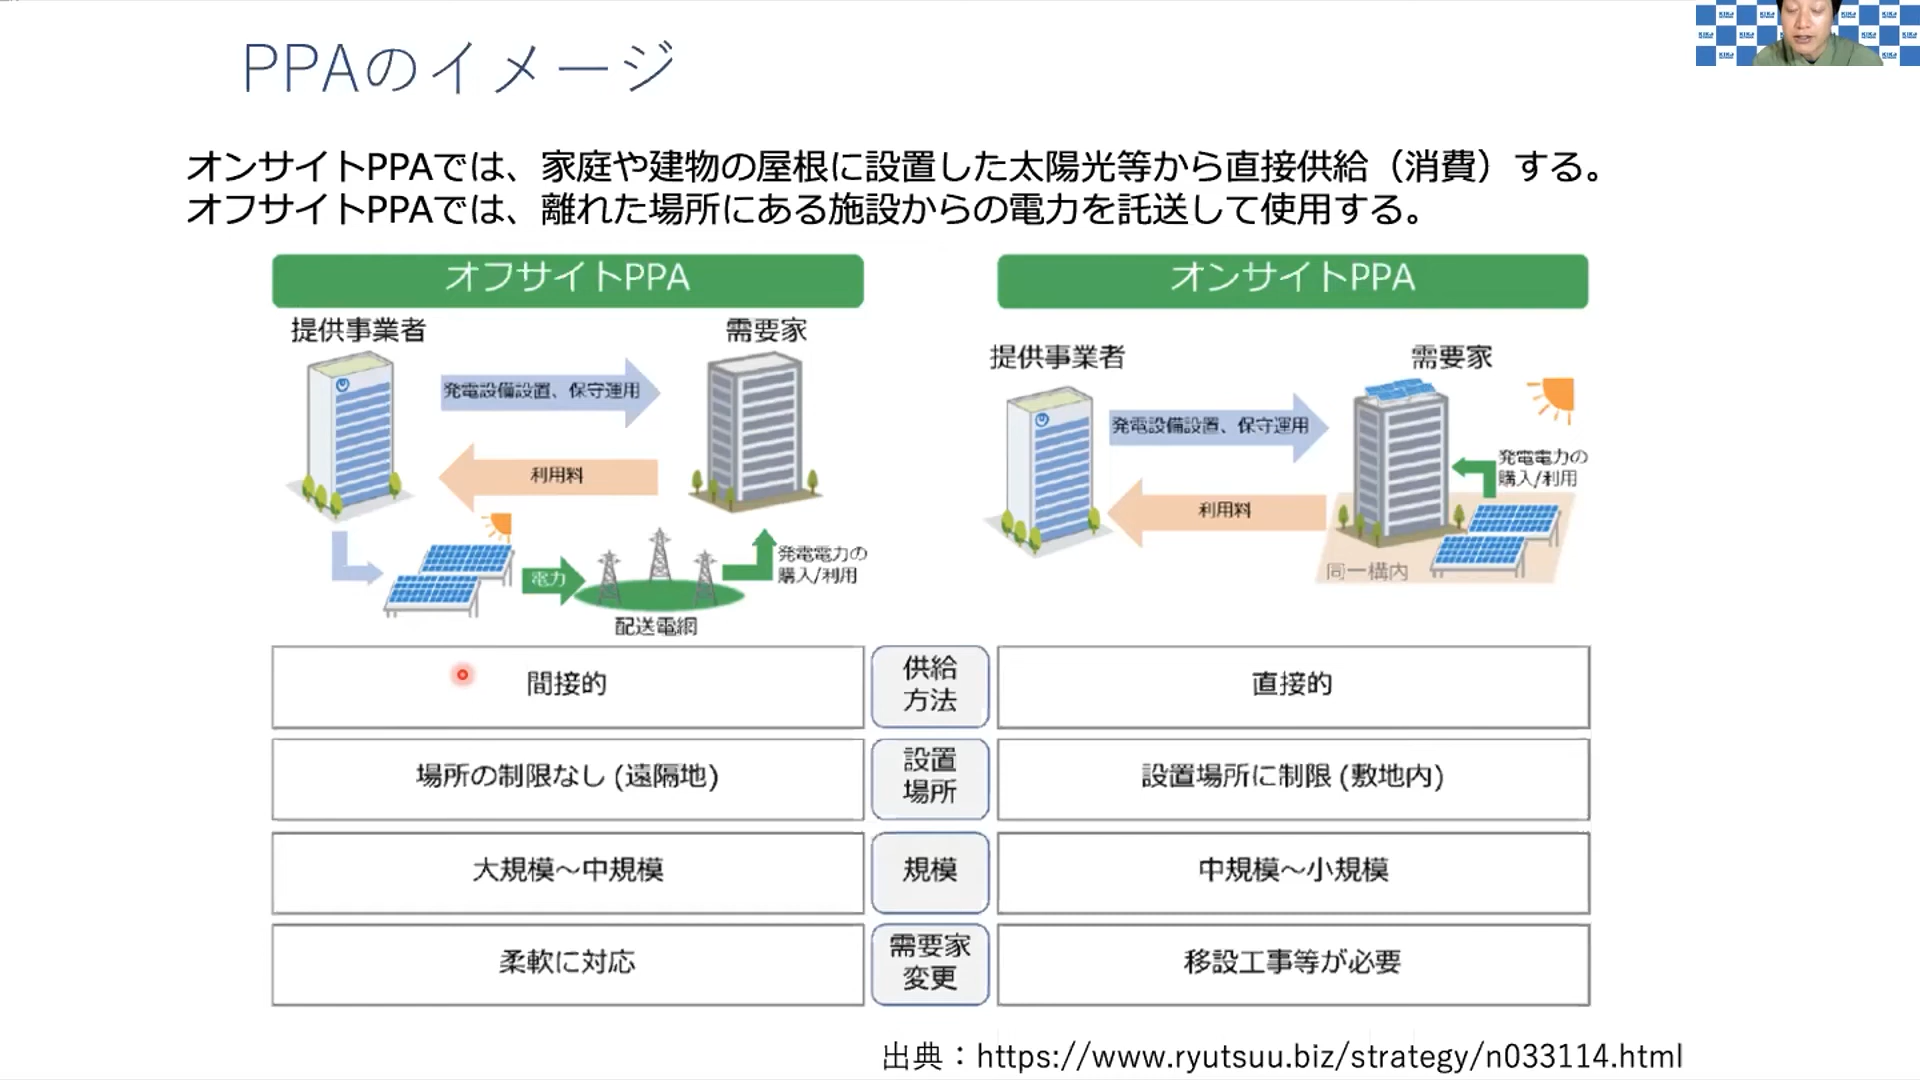 PPAのイメージ
オンサイトPPAでは、家庭や建物の屋根に設置した太陽光等から直接供給（消費）する。
オフサイトPPAでは、離れた場所にある施設からの電力を託送して使用する。
オフサイトPPA
提供事業者
需要家
発電設備設置、保守運用
利用料
電力
配送電網
発電電力の
購入/利用
オンサイトPPA
提供事業者
需要家
発電設備設置、保守運用
利用料
発電電力の
購入/利用
同一構内
間接的
供給
方法
直接的
場所の制限なし (遠隔地)
設置
場所
設置場所に制限 (敷地内)
大規模～中規模
規模
中規模～小規模
柔軟に対応
需要家
変更
移設工事等が必要
出典：https://www.ryutsuu.biz/strategy/n033114.html